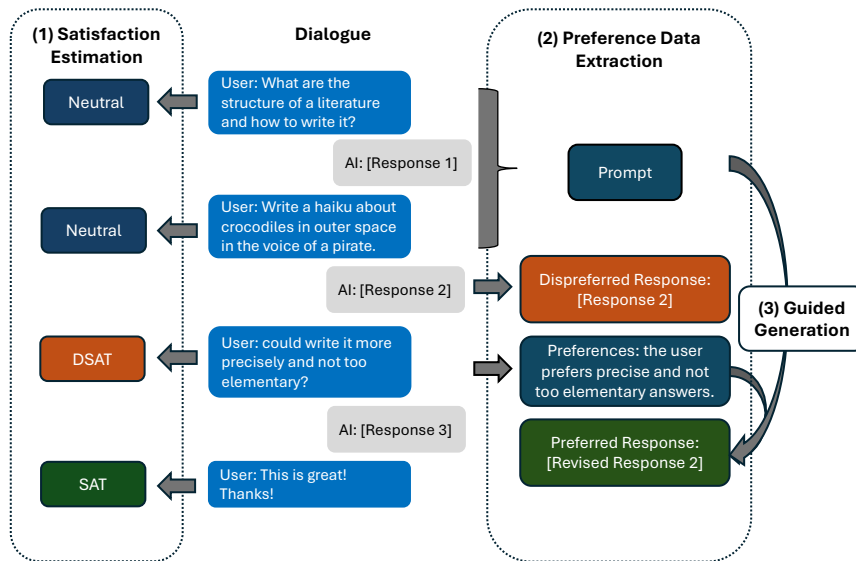 (1) Satisfaction
Estimation
Dialogue
(2) Preference Data
Extraction
Neutral
User: What are the
structure of a literature
and how to write it?
AI: [Response 1]
Prompt
Neutral
User: Write a haiku about
crocodiles in outer space
in the voice of a pirate.
AI: [Response 2]
Dispreferred Response:
[Response 2]
(3) Guided
Generation
DSAT
User: could write it more
precisely and not too
elementary?
Preferences: the user
prefers precise and not
too elementary answers.
AI: [Response 3]
Preferred Response:
[Revised Response 2]
SAT
User: This is great!
Thanks!